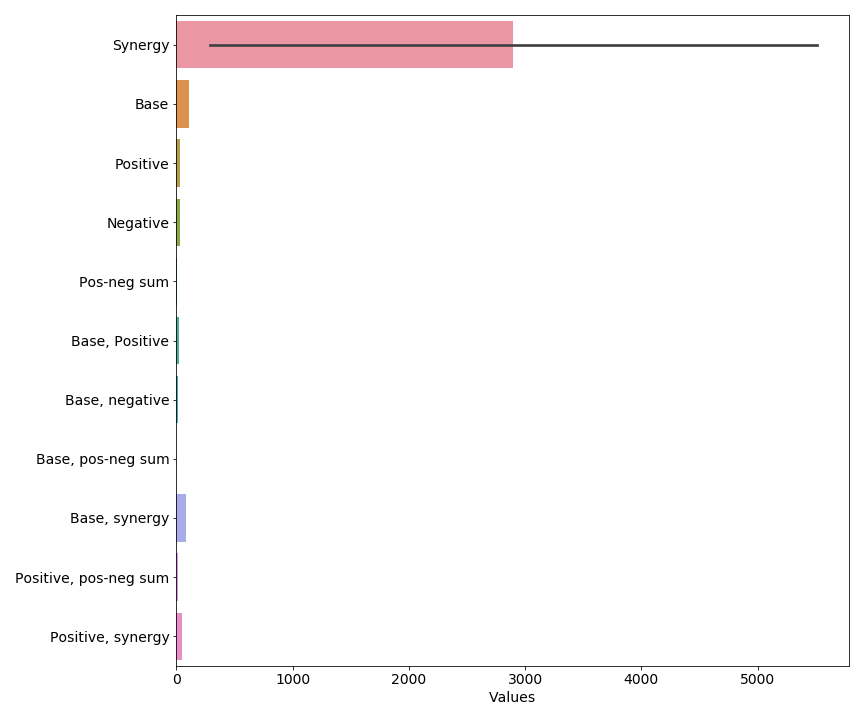 Synergy
Base
Positive
Negative
Pos-neg sum
Base, Positive
Base, negative
Base, pos-neg sum
Base, synergy
Positive, pos-neg sum
Positive, synergy
0 1000 2000 3000 4000 5000
Values